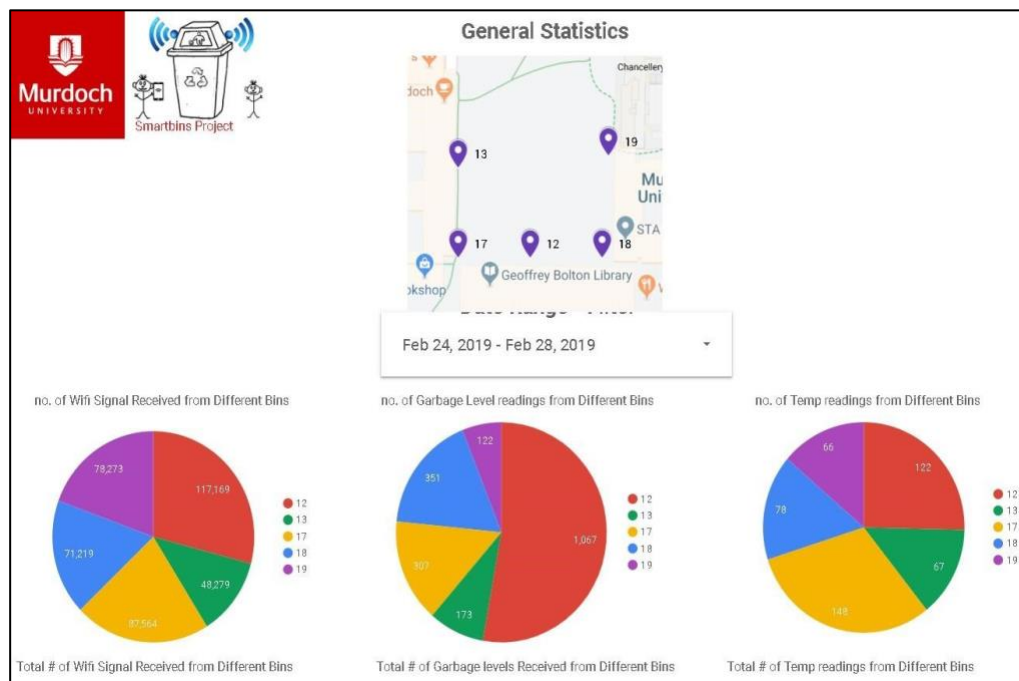 Murdoch
UNIVERSITY
Smartbins Project
General Statistics
Chancellery
doch
13
19
Mu
Uni
STA
17
12
18
Geoffrey Bolton Library
okshop
Date Range - Filter
Feb 24, 2019 - Feb 28, 2019
no. of Wifi Signal Received from Different Bins
no. of Garbage Level readings from Different Bins
no. of Temp readings from Different Bins
78,273
117,169
71,219
48,279
87,564
12
13
17
18
19
122
351
1,067
307
173
12
13
17
18
19
66
122
78
67
148
12
13
17
18
19
Total # of Wifi Signal Received from Different Bins
Total # of Garbage levels Received from Different Bins
Total # of Temp readings from Different Bins